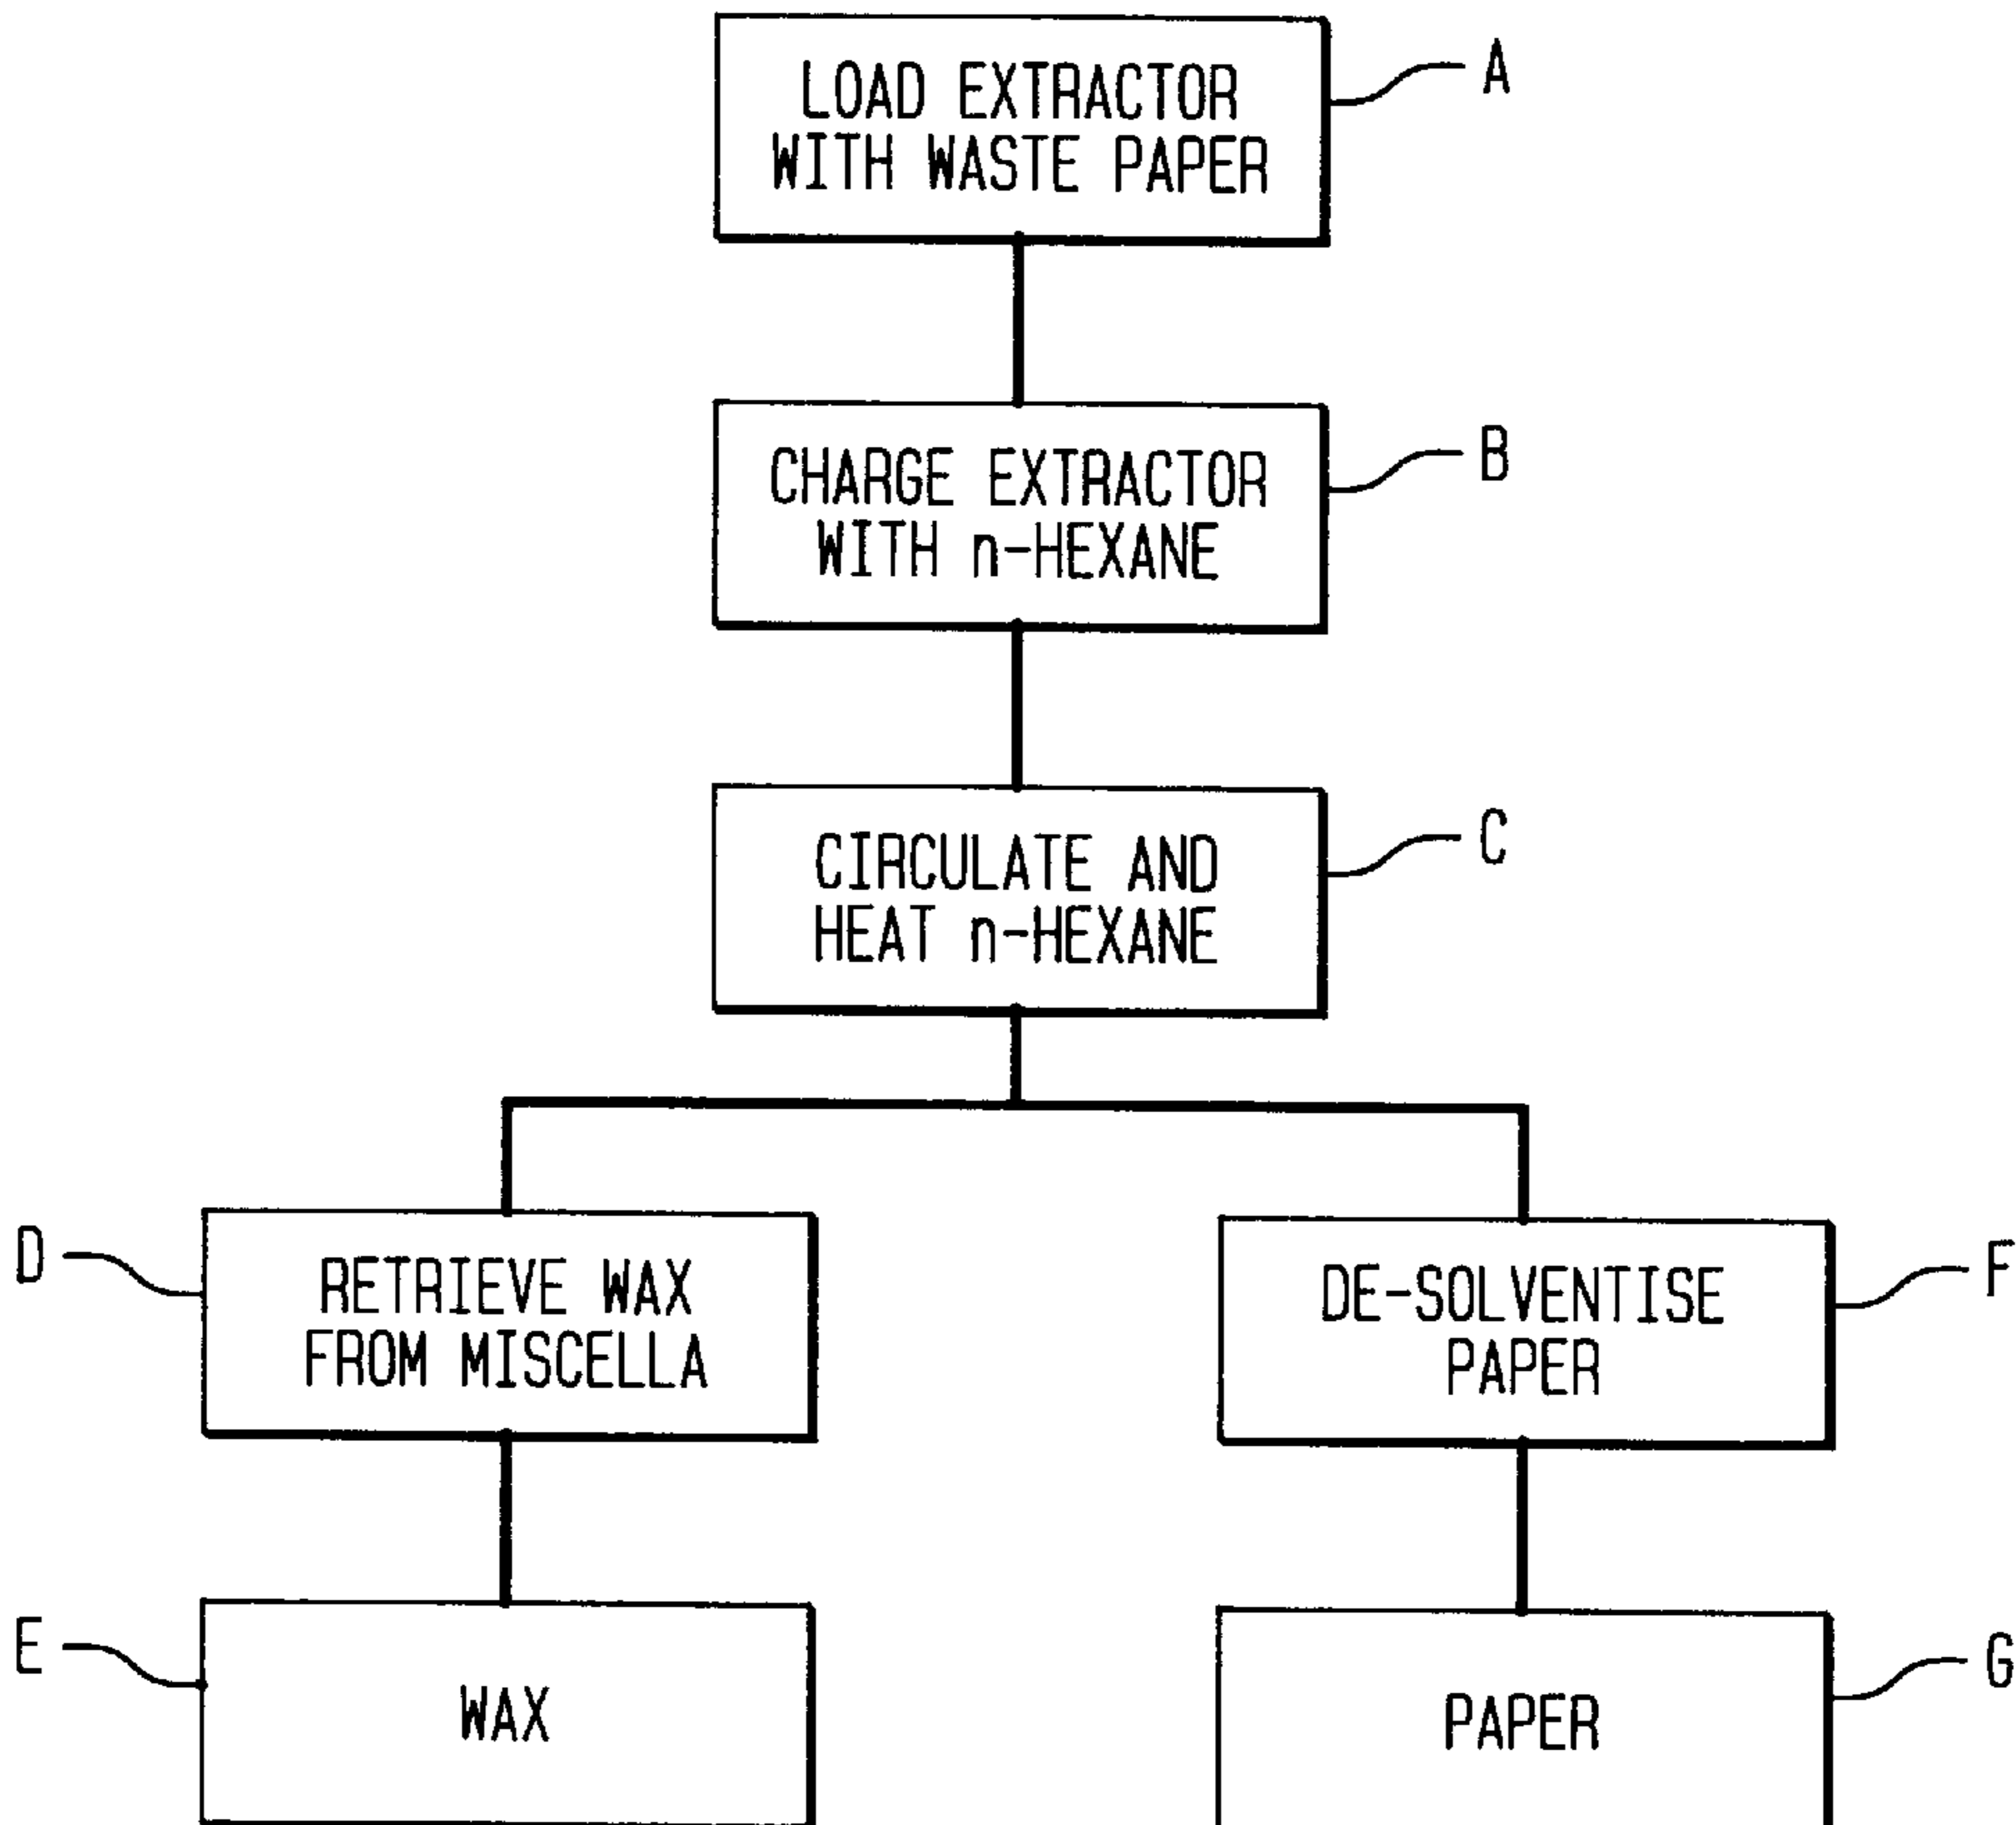 LOAD EXTRACTOR
WITH WASTE PAPER
A
CHARGE EXTRACTOR
WITH n-HEXANE
B
CIRCULATE AND
HEAT n-HEXANE
C
D
RETRIEVE WAX
FROM MISCELLA
DE-SOLVENTISE
PAPER
F
E
WAX
PAPER
G